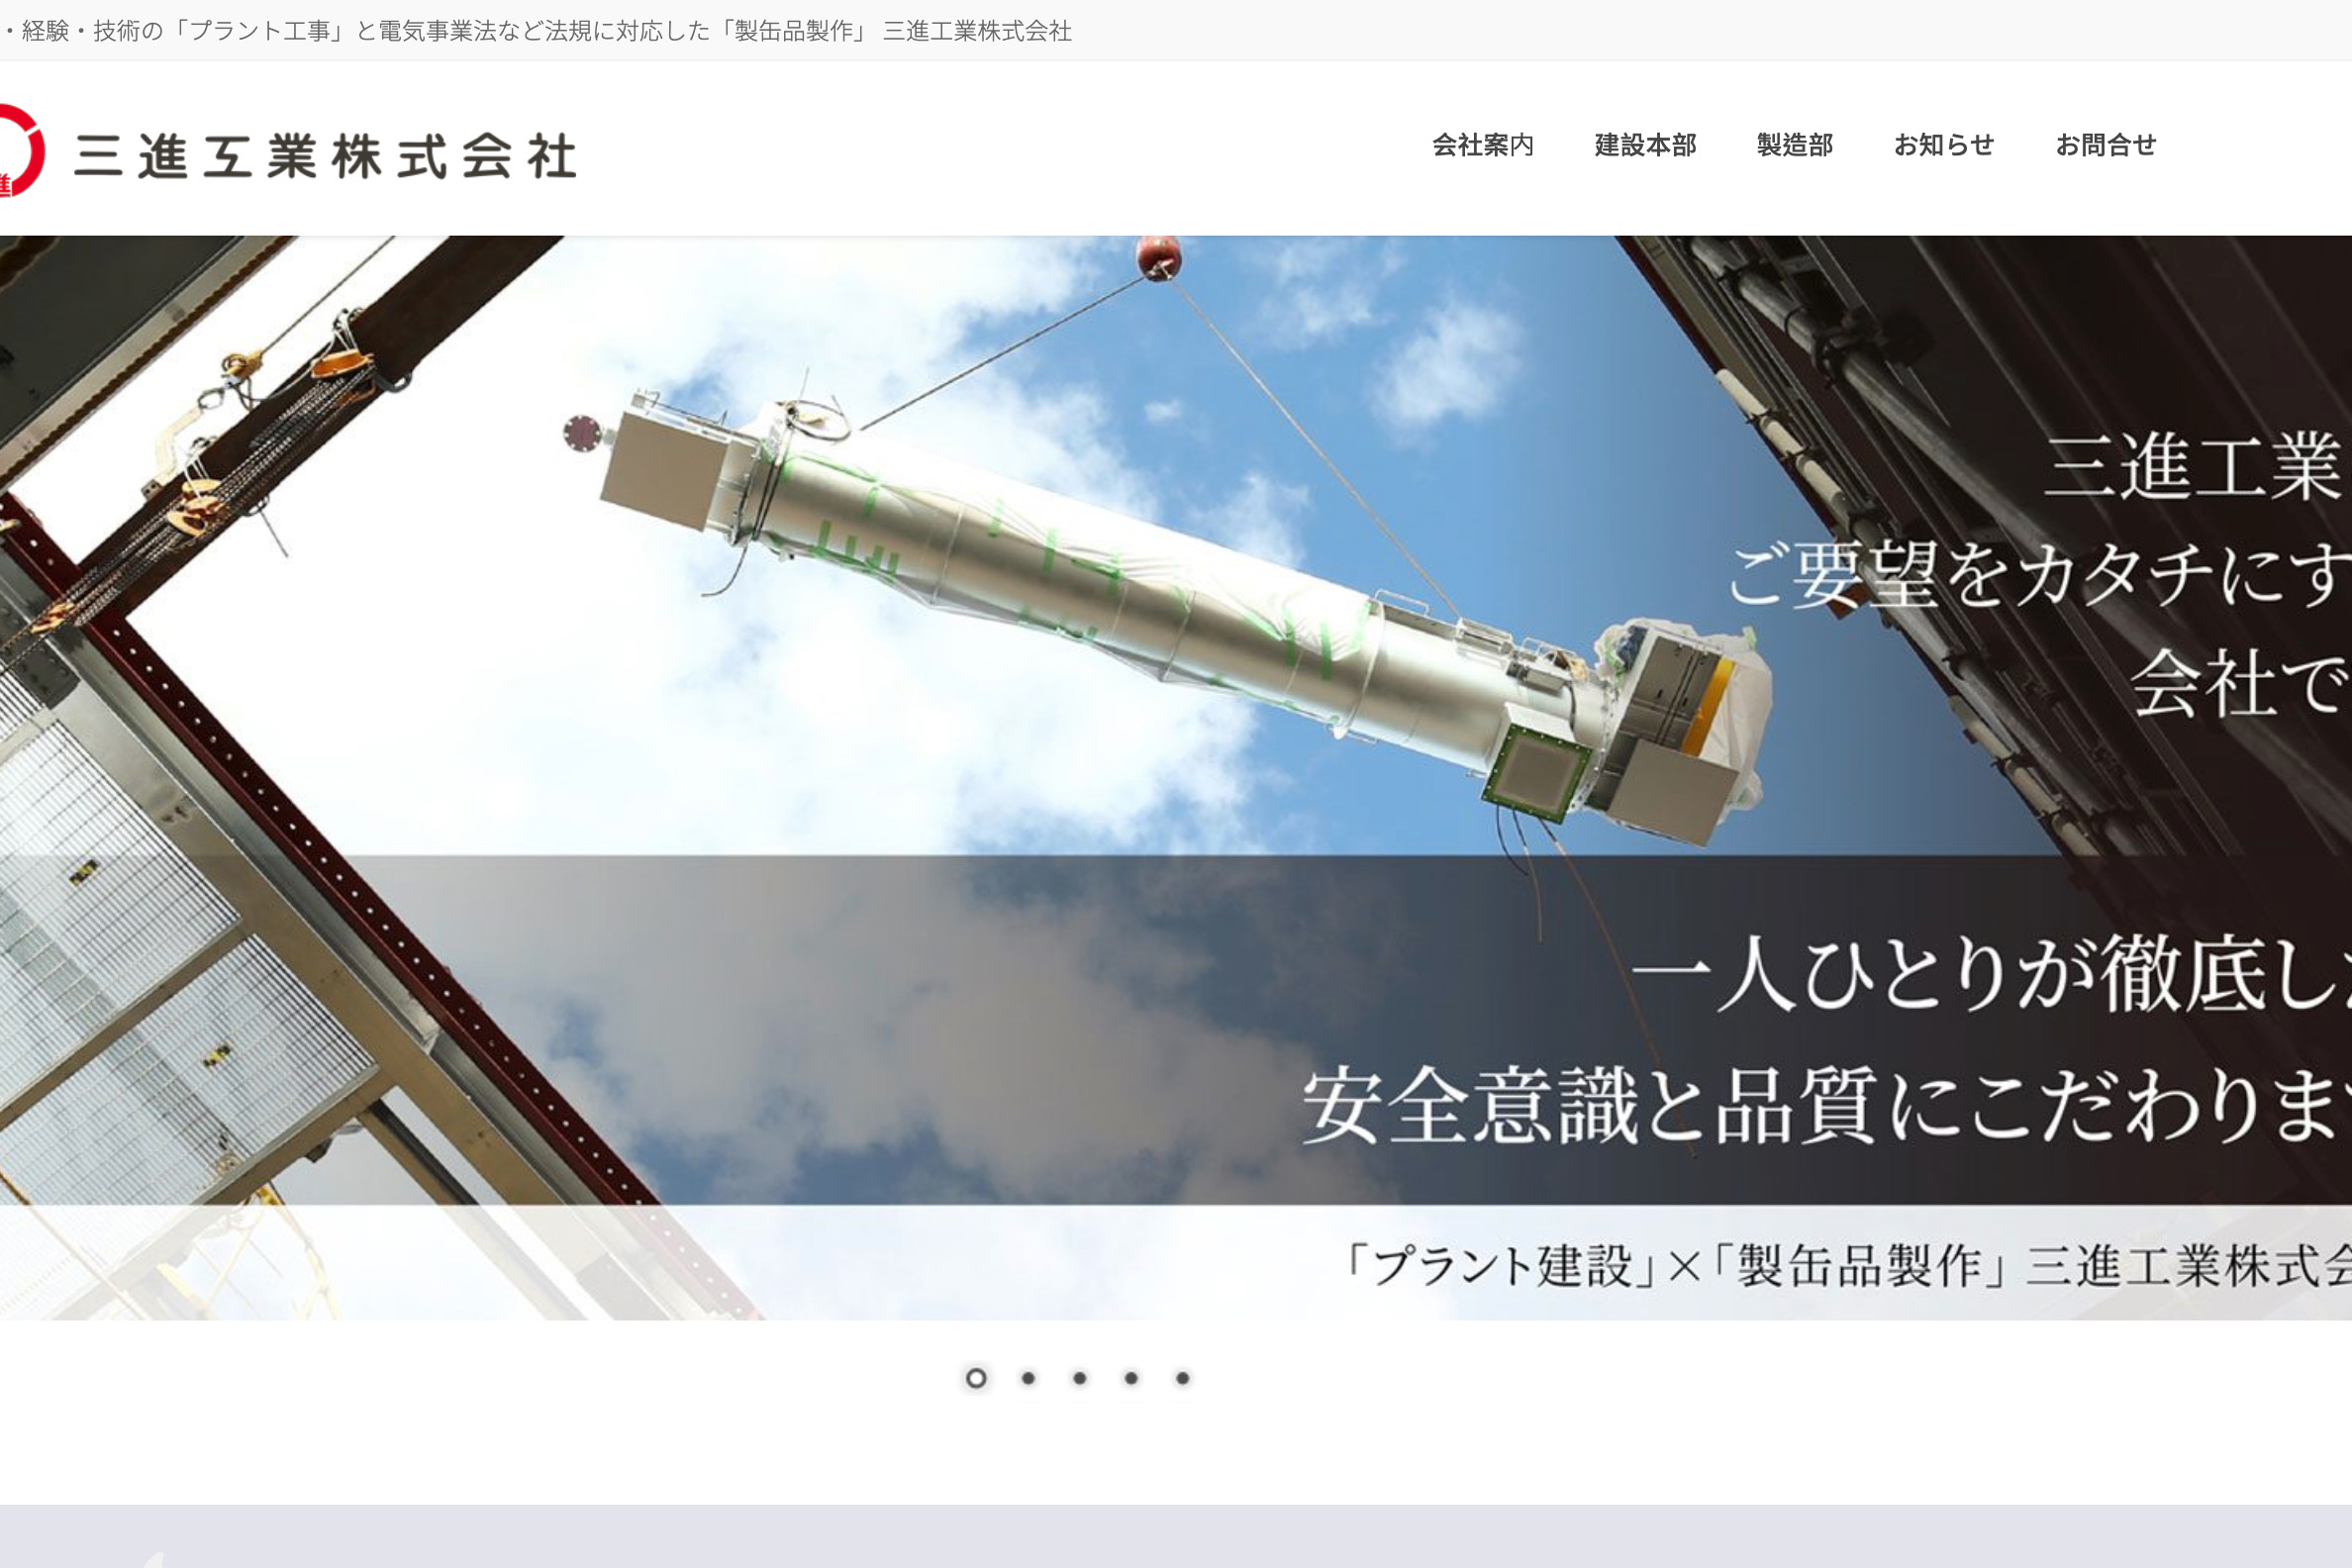 ・経験・技術の「プラント工事」と電気事業法など法規に対応した「製缶品製作」 三進工業株式会社
進
三進工業株式会社
会社案内
建設本部
製造部
お知らせ
お問合せ
三進工業
ご要望をカタチにす
会社で
一人ひとりが徹底し
安全意識と品質にこだわりま
「プラント建設」×「製缶品製作」 三進工業株式会